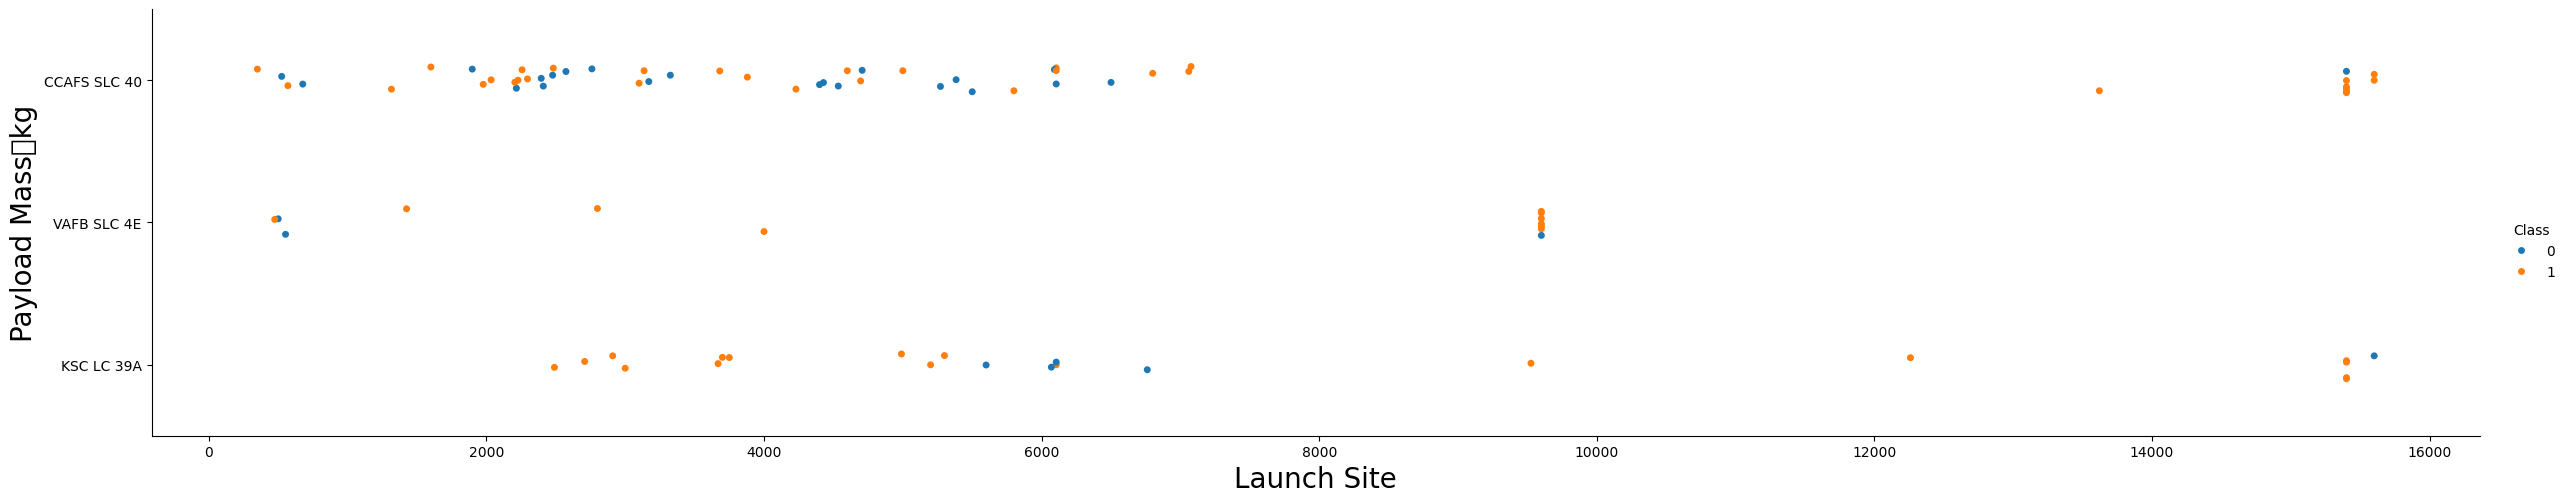 Payload Mass▯kg
CCAFS SLC 40
VAFB SLC 4E
KSC LC 39A
0 2000 4000 6000 8000 10000 12000 14000 16000
Launch Site
Class
0
1